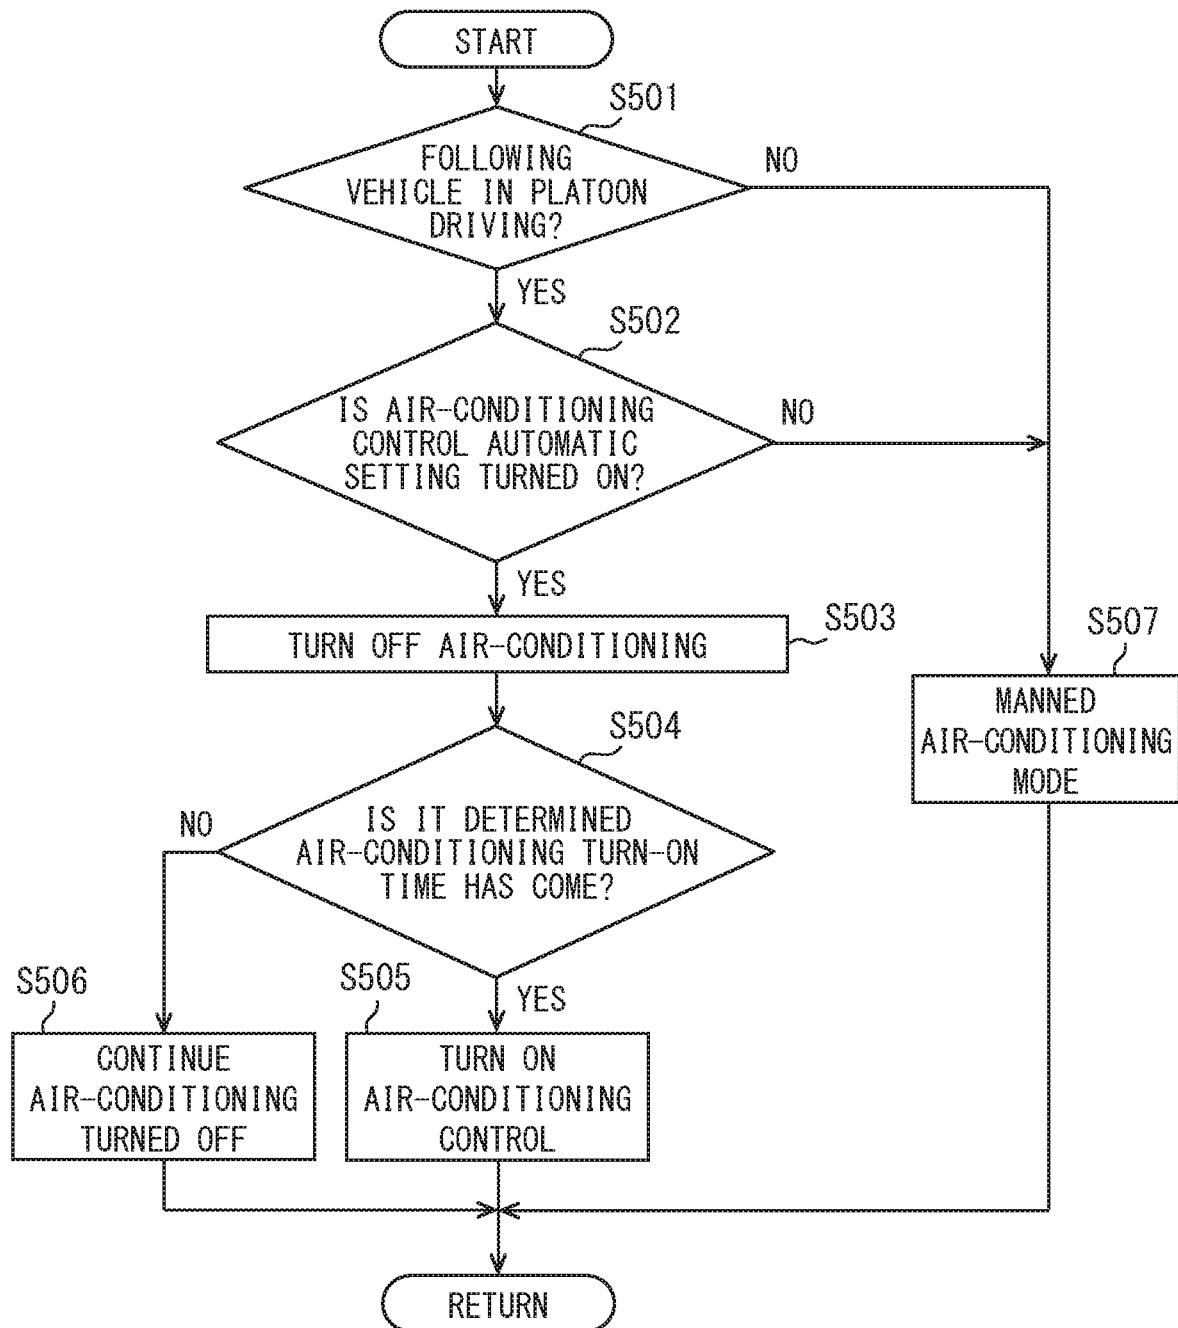 START
S501
FOLLOWING
VEHICLE IN PLATOON
DRIVING?
NO
YES
S502
IS AIR-CONDITIONING
CONTROL AUTOMATIC
SETTING TURNED ON?
NO
YES
S503
TURN OFF AIR-CONDITIONING
S507
MANNED
AIR-CONDITIONING
MODE
S504
IS IT DETERMINED
AIR-CONDITIONING TURN-ON
TIME HAS COME?
NO
YES
S506
CONTINUE
AIR-CONDITIONING
TURNED OFF
S505
TURN ON
AIR-CONDITIONING
CONTROL
RETURN